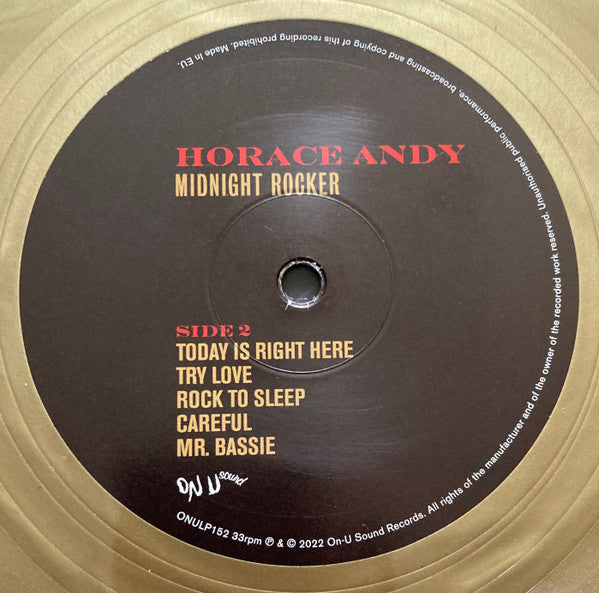 HORACE ANDY
MIDNIGHT ROCKER
SIDE 2
TODAY IS RIGHT HERE
TRY LOVE
ROCK TO SLEEP
CAREFUL
MR. BASSIE
ON U sound
ONULP152 33rpm ℗ & © 2022 On-U Sound Records. All rights of the manufacturer and of the owner of the recorded work reserved. Unauthorised public performance, broadcasting and copying of this recording prohibited. Made in EU.